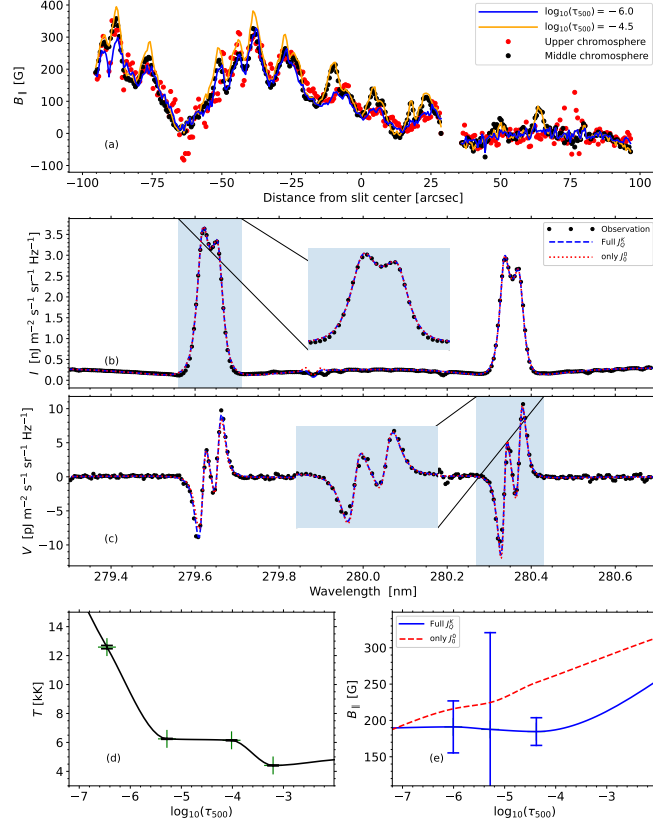 400
300
200
100
0
−100
B∥ [G]
(a)
log₁₀(τ₅₀₀) = −6.0
log₁₀(τ₅₀₀) = −4.5
Upper chromosphere
Middle chromosphere
−100 −75 −50 −25 0 25 50 75 100
Distance from slit center [arcsec]
3.5
3.0
2.5
2.0
1.5
1.0
0.5
0.0
I [nJ m⁻² s⁻¹ sr⁻¹ Hz⁻¹]
(b)
Observation
Full J^K_Q
only J^0_0
10
5
0
−5
−10
V [pJ m⁻² s⁻¹ sr⁻¹ Hz⁻¹]
(c)
279.4 279.6 279.8 280.0 280.2 280.4 280.6
Wavelength [nm]
14
12
10
8
6
4
T [kK]
(d)
−7 −6 −5 −4 −3
log₁₀(τ₅₀₀)
300
250
200
150
B∥ [G]
Full J^K_Q
only J^0_0
(e)
−7 −6 −5 −4 −3
log₁₀(τ₅₀₀)